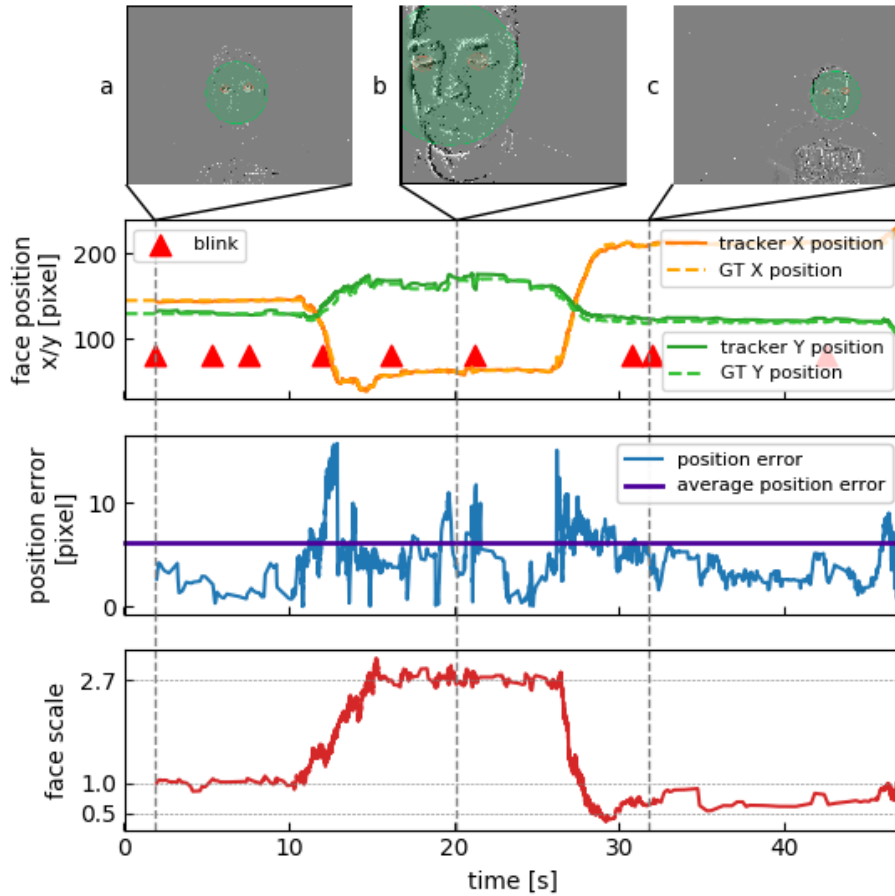 a
b
c
face position
x/y [pixel]
200
100
blink
tracker X position
GT X position
tracker Y position
GT Y position
position error
[pixel]
10
0
position error
average position error
face scale
2.7
1.0
0.5
0
10
20
30
40
time [s]